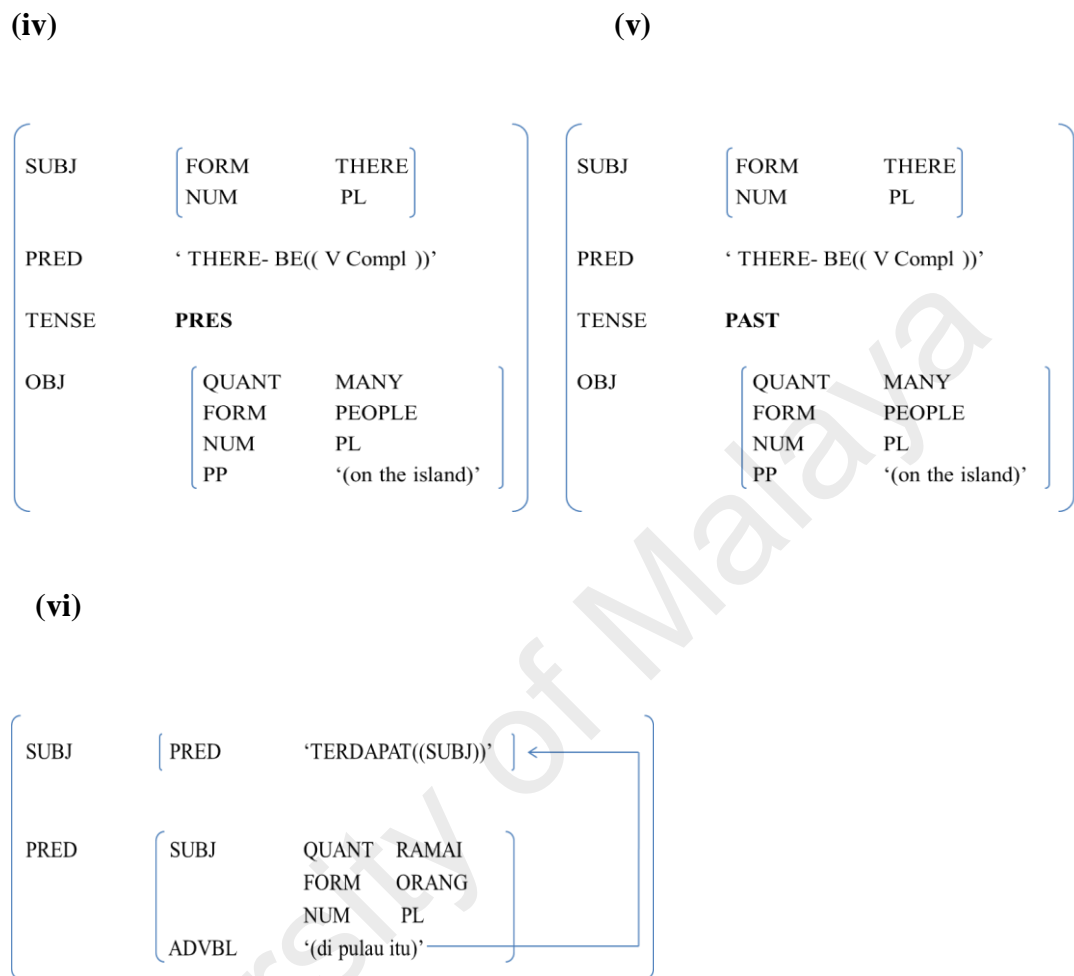 (iv) (v)
SUBJ FORM THERE
NUM PL
PRED ‘ THERE- BE(( V Compl ))’
TENSE PRES
OBJ QUANT MANY
FORM PEOPLE
NUM PL
PP ‘(on the island)’
SUBJ FORM THERE
NUM PL
PRED ‘ THERE- BE(( V Compl ))’
TENSE PAST
OBJ QUANT MANY
FORM PEOPLE
NUM PL
PP ‘(on the island)’
(vi)
SUBJ PRED ‘TERDAPAT((SUBJ))’
PRED SUBJ QUANT RAMAI
FORM ORANG
NUM PL
ADVBL ‘(di pulau itu)’
ersity of Malaya